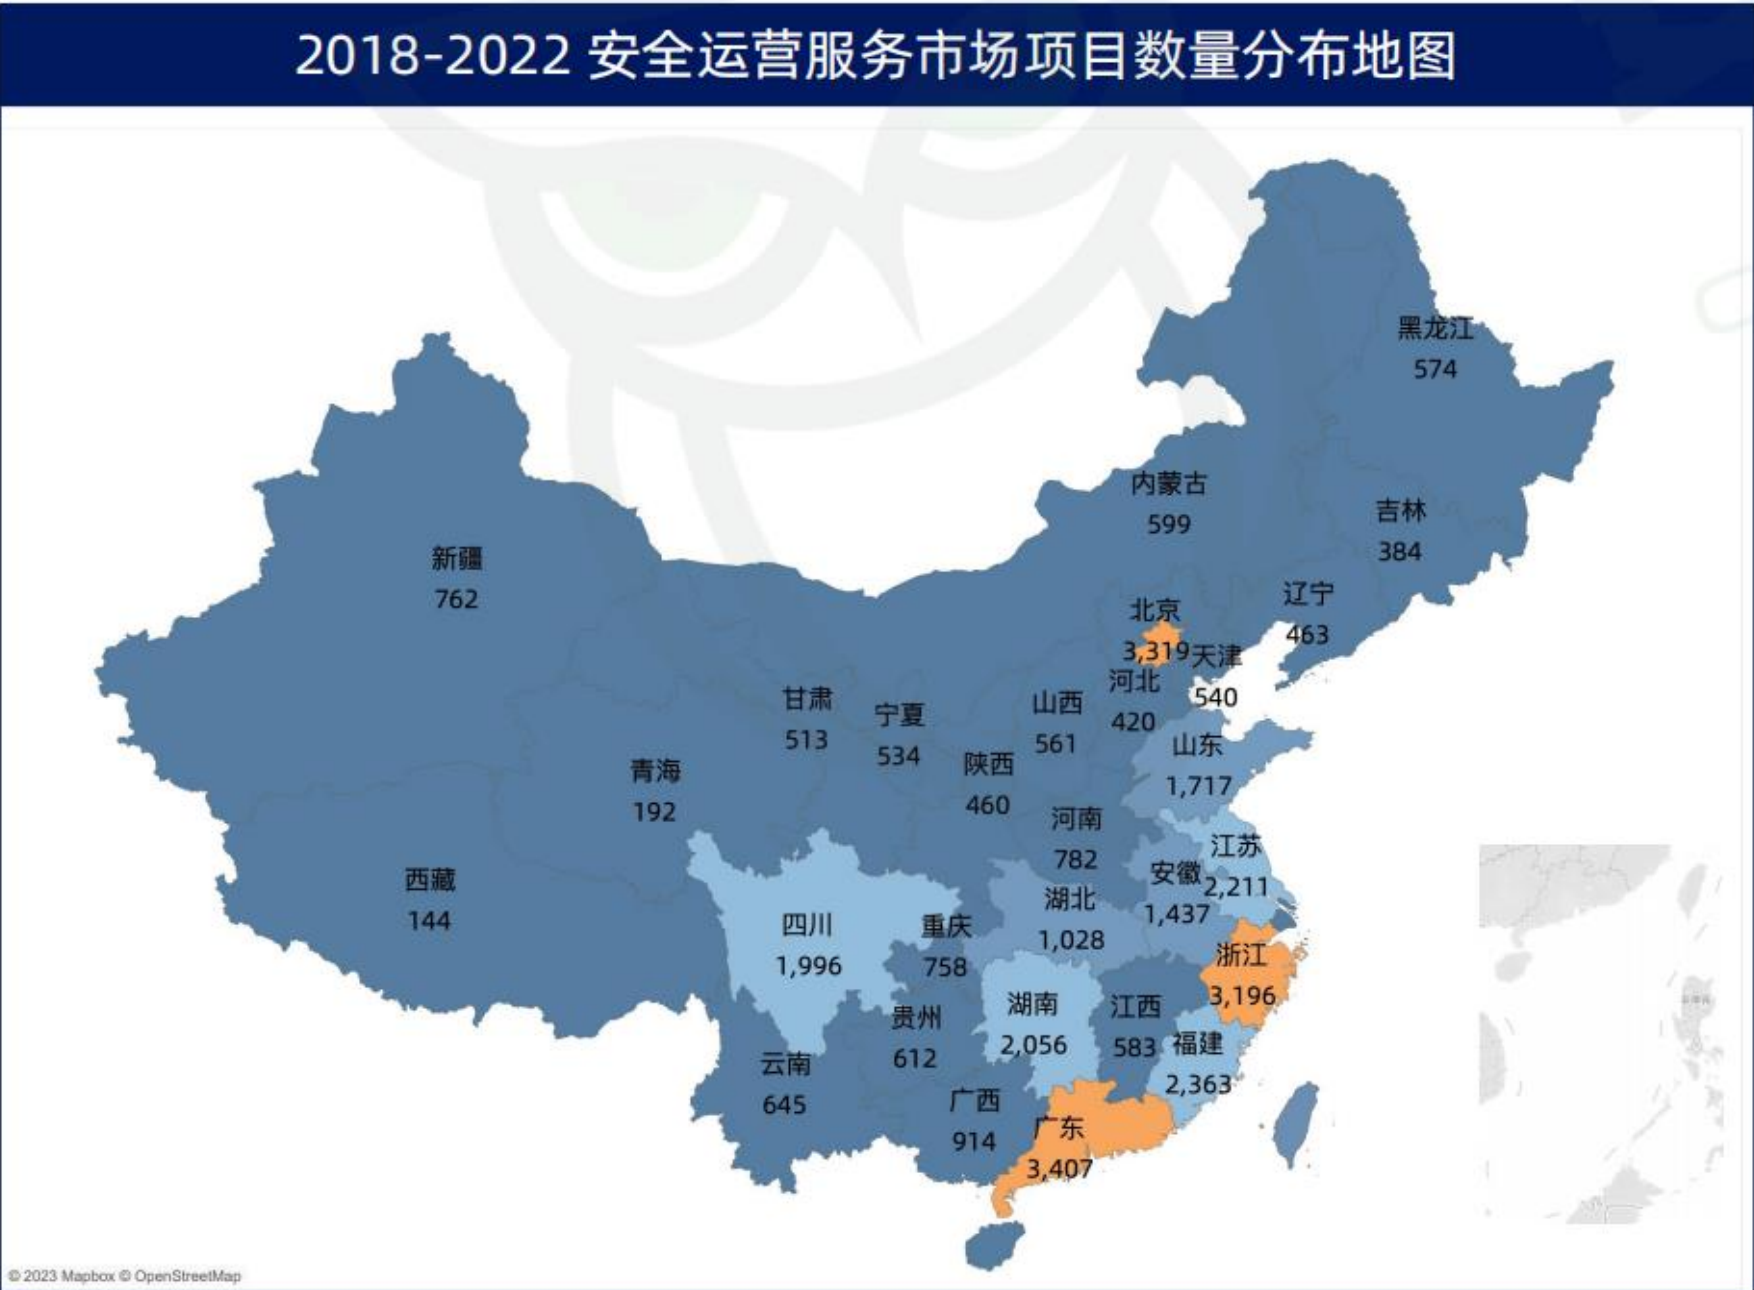 2018-2022 安全运营服务市场项目数量分布地图
黑龙江
574
内蒙古
599
吉林
384
新疆
762
辽宁
463
北京
3,319
天津
540
河北
420
甘肃
513
宁夏
534
山西
561
山东
1,717
陕西
460
青海
192
河南
782
江苏
2,211
安徽
1,437
西藏
144
湖北
1,028
四川
1,996
重庆
758
浙江
3,196
湖南
2,056
江西
583
贵州
612
福建
2,363
云南
645
广西
914
广东
3,407
© 2023 Mapbox © OpenStreetMap